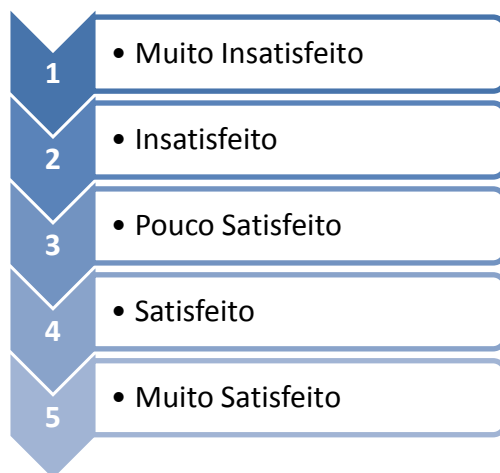 1 • Muito Insatisfeito
2 • Insatisfeito
3 • Pouco Satisfeito
4 • Satisfeito
5 • Muito Satisfeito